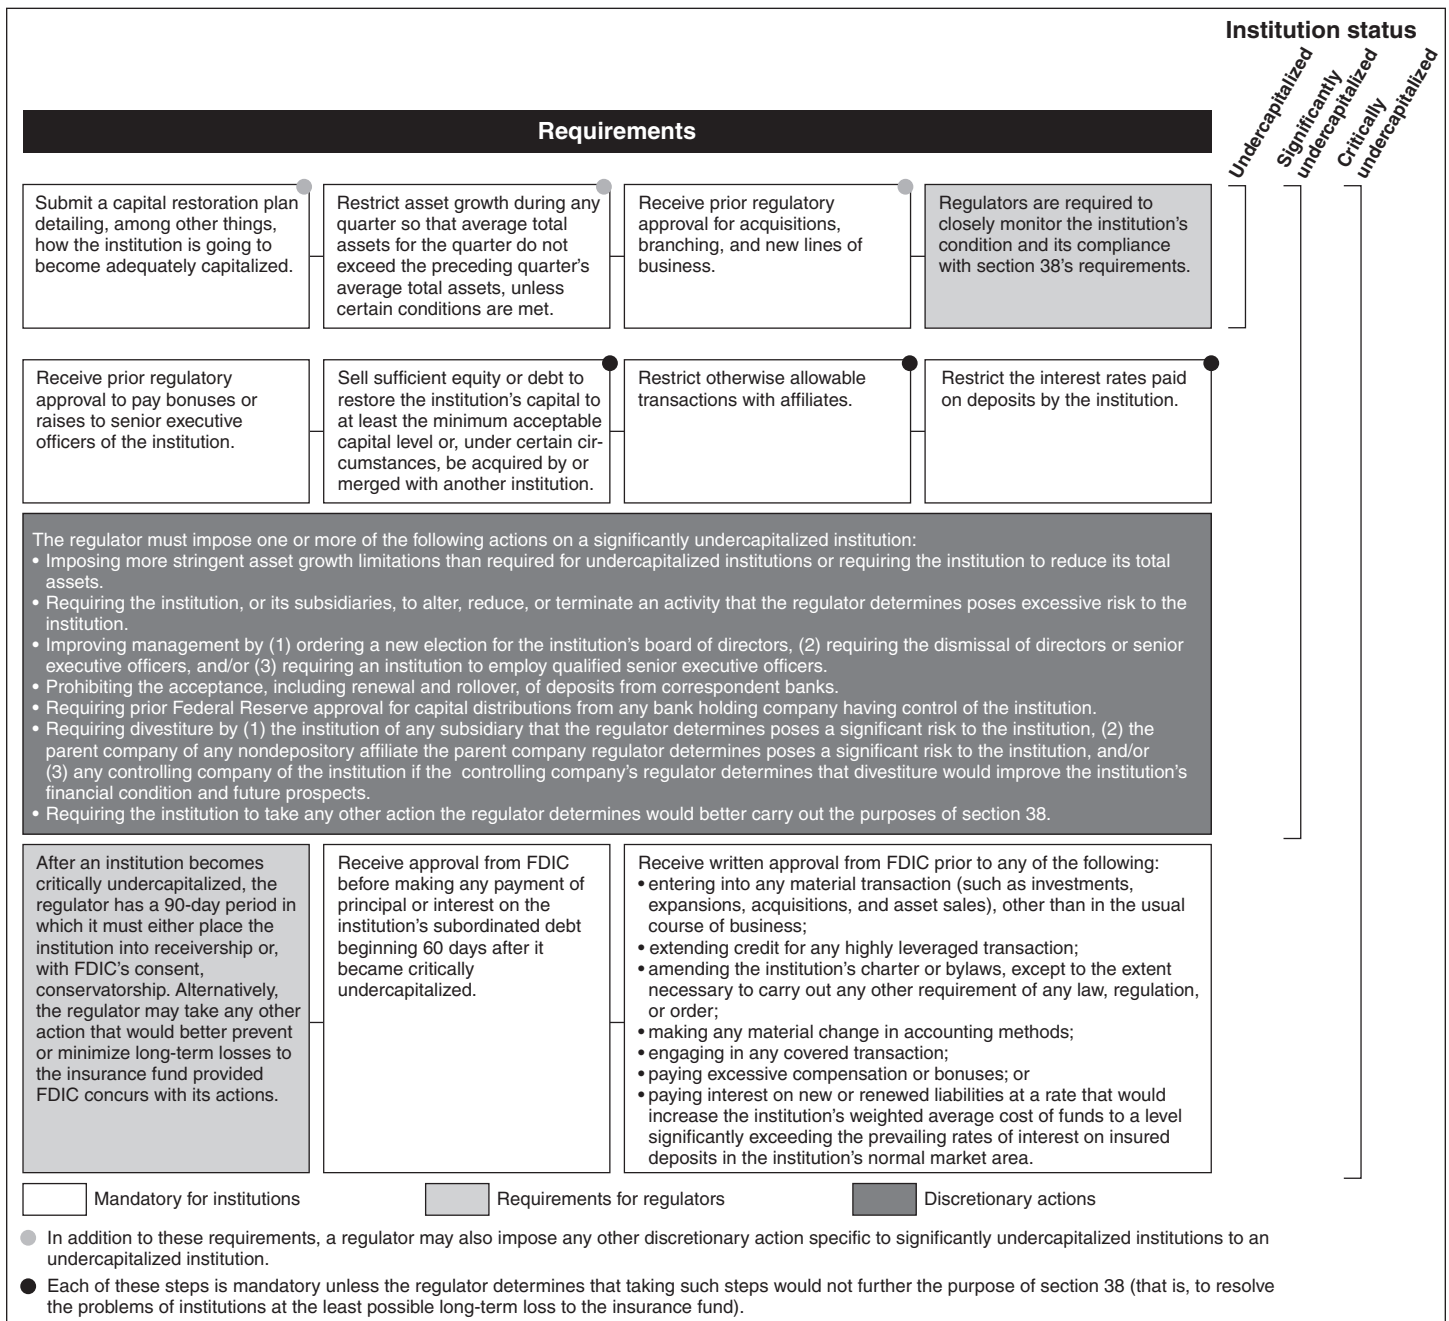 Institution status
Undercapitalized
Significantly
undercapitalized
Critically
undercapitalized
Requirements
Submit a capital restoration plan
detailing, among other things,
how the institution is going to
become adequately capitalized.
Restrict asset growth during any
quarter so that average total
assets for the quarter do not
exceed the preceding quarter's
average total assets, unless
certain conditions are met.
Receive prior regulatory
approval for acquisitions,
branching, and new lines of
business.
Regulators are required to
closely monitor the institution's
condition and its compliance
with section 38's requirements.
Receive prior regulatory
approval to pay bonuses or
raises to senior executive
officers of the institution.
Sell sufficient equity or debt to
restore the institution's capital to
at least the minimum acceptable
capital level or, under certain cir-
cumstances, be acquired by or
merged with another institution.
Restrict otherwise allowable
transactions with affiliates.
Restrict the interest rates paid
on deposits by the institution.
The regulator must impose one or more of the following actions on a significantly undercapitalized institution:
• Imposing more stringent asset growth limitations than required for undercapitalized institutions or requiring the institution to reduce its total
assets.
• Requiring the institution, or its subsidiaries, to alter, reduce, or terminate an activity that the regulator determines poses excessive risk to the
institution.
• Improving management by (1) ordering a new election for the institution's board of directors, (2) requiring the dismissal of directors or senior
executive officers, and/or (3) requiring an institution to employ qualified senior executive officers.
• Prohibiting the acceptance, including renewal and rollover, of deposits from correspondent banks.
• Requiring prior Federal Reserve approval for capital distributions from any bank holding company having control of the institution.
• Requiring divestiture by (1) the institution of any subsidiary that the regulator determines poses a significant risk to the institution, (2) the
parent company of any nondepository affiliate the parent company regulator determines poses a significant risk to the institution, and/or
(3) any controlling company of the institution if the controlling company's regulator determines that divestiture would improve the institution's
financial condition and future prospects.
• Requiring the institution to take any other action the regulator determines would better carry out the purposes of section 38.
After an institution becomes
critically undercapitalized, the
regulator has a 90-day period in
which it must either place the
institution into receivership or,
with FDIC's consent,
conservatorship. Alternatively,
the regulator may take any other
action that would better prevent
or minimize long-term losses to
the insurance fund provided
FDIC concurs with its actions.
Receive approval from FDIC
before making any payment of
principal or interest on the
institution's subordinated debt
beginning 60 days after it
became critically
undercapitalized.
Receive written approval from FDIC prior to any of the following:
• entering into any material transaction (such as investments,
expansions, acquisitions, and asset sales), other than in the usual
course of business;
• extending credit for any highly leveraged transaction;
• amending the institution's charter or bylaws, except to the extent
necessary to carry out any other requirement of any law, regulation,
or order;
• making any material change in accounting methods;
• engaging in any covered transaction;
• paying excessive compensation or bonuses; or
• paying interest on new or renewed liabilities at a rate that would
increase the institution's weighted average cost of funds to a level
significantly exceeding the prevailing rates of interest on insured
deposits in the institution's normal market area.
Mandatory for institutions
Requirements for regulators
Discretionary actions
In addition to these requirements, a regulator may also impose any other discretionary action specific to significantly undercapitalized institutions to an
undercapitalized institution.
Each of these steps is mandatory unless the regulator determines that taking such steps would not further the purpose of section 38 (that is, to resolve
the problems of institutions at the least possible long-term loss to the insurance fund).